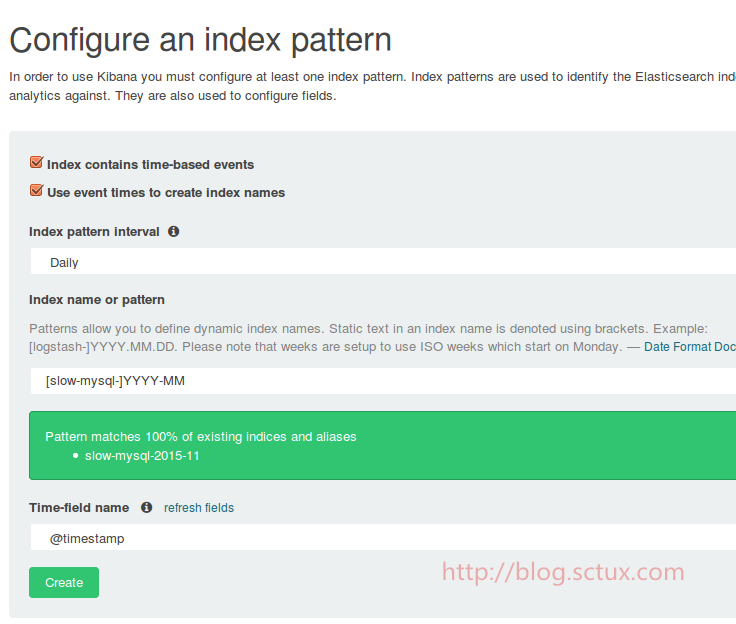 Configure an index pattern
In order to use Kibana you must configure at least one index pattern. Index patterns are used to identify the Elasticsearch
analytics against. They are also used to configure fields.
Index contains time-based events
Use event times to create index names
Index pattern interval
Daily
Index name or pattern
Patterns allow you to define dynamic index names. Static text in an index name is denoted using brackets. Example:
[logstash-]YYYY.MM.DD. Please note that weeks are setup to use ISO weeks which start on Monday. — Date Format Doc
[slow-mysql-]YYYY-MM
Pattern matches 100% of existing indices and aliases
slow-mysql-2015-11
Time-field name refresh fields
@timestamp
http://blog.sctux.com
Create